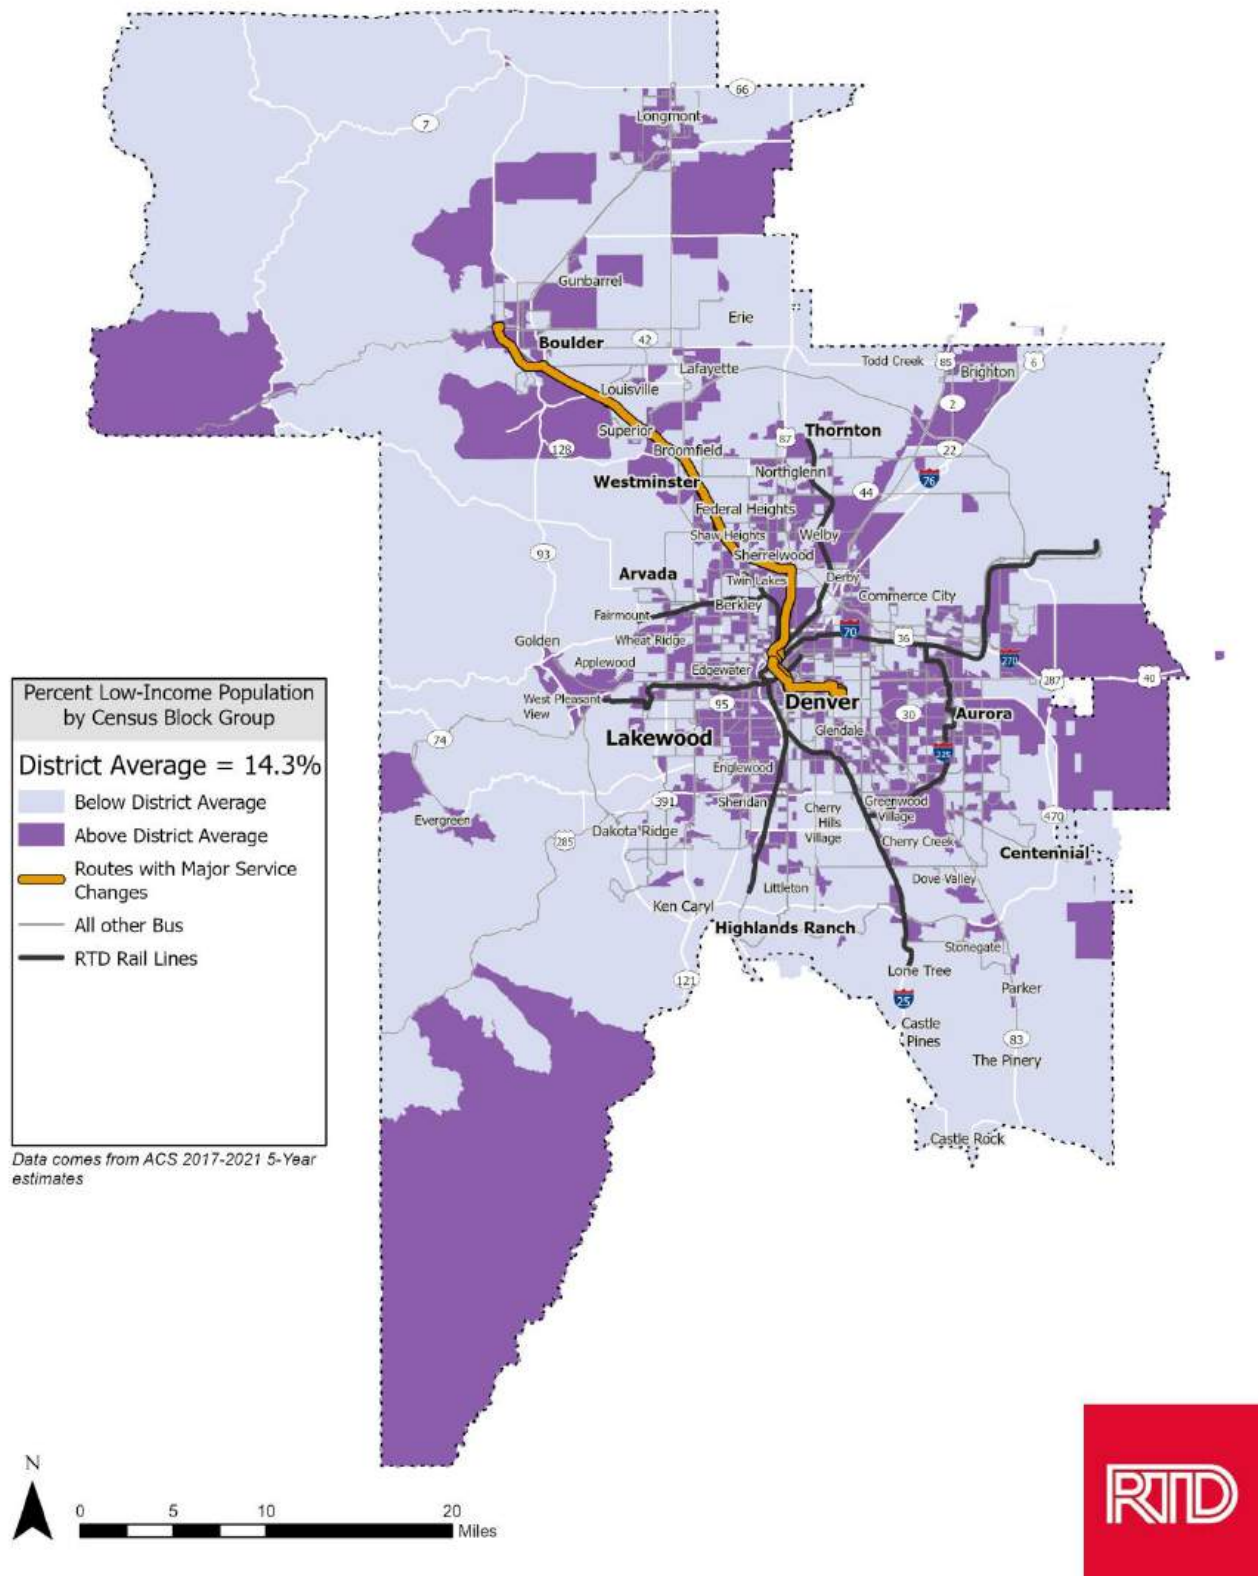 66
Longmont
7
Gunbarrel
Erie
Boulder
42
Todd Creek
85
6
Lafayette
Brighton
Louisville
2
Superior
87
Thornton
128
Broomfield
22
Northglenn
76
Westminster
44
Federal Heights
Shaw Heights
Welby
93
Sherrelwood
Arvada
Twin Lakes
Derby
Commerce City
Berkley
Fairmount
70
36
Golden
Wheat Ridge
Applewood
270
Edgewater
40
287
West Pleasant
View
95
Denver
30
Aurora
74
Lakewood
Glendale
225
Englewood
391
Sheridan
Cherry
Hills
Village
Greenwood
Village
470
Evergreen
285
Dakota Ridge
Cherry Creek
Centennial
Littleton
Dove Valley
Ken Caryl
Highlands Ranch
Stonegate
121
Lone Tree
Parker
25
Castle
Pines
83
The Pinery
Castle Rock
Percent Low-Income Population
by Census Block Group
District Average = 14.3%
Below District Average
Above District Average
Routes with Major Service
Changes
All other Bus
RTD Rail Lines
Data comes from ACS 2017-2021 5-Year
estimates
N
0 5 10 20
Miles
RTD